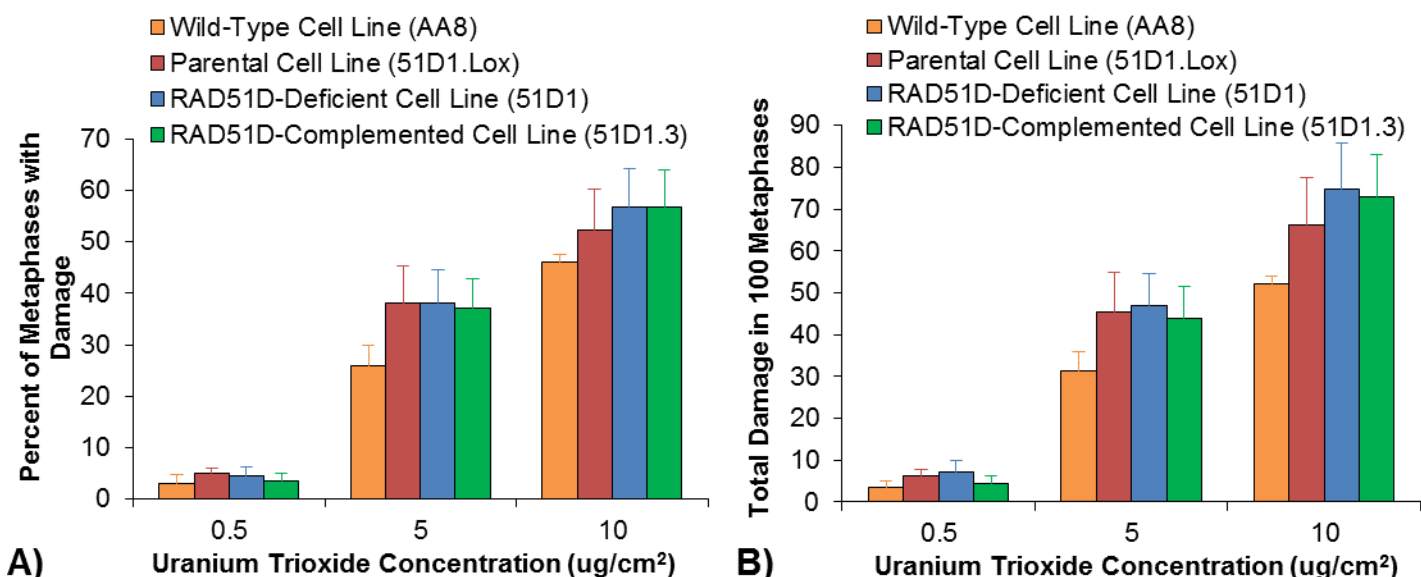 Wild-Type Cell Line (AA8)
Parental Cell Line (51D1.Lox)
RAD51D-Deficient Cell Line (51D1)
RAD51D-Complemented Cell Line (51D1.3)
Percent of Metaphases with
Damage
70
60
50
40
30
20
10
0
0.5 5 10
Uranium Trioxide Concentration (ug/cm²)
A)
Wild-Type Cell Line (AA8)
Parental Cell Line (51D1.Lox)
RAD51D-Deficient Cell Line (51D1)
RAD51D-Complemented Cell Line (51D1.3)
Total Damage in 100 Metaphases
90
80
70
60
50
40
30
20
10
0
0.5 5 10
Uranium Trioxide Concentration (ug/cm²)
B)